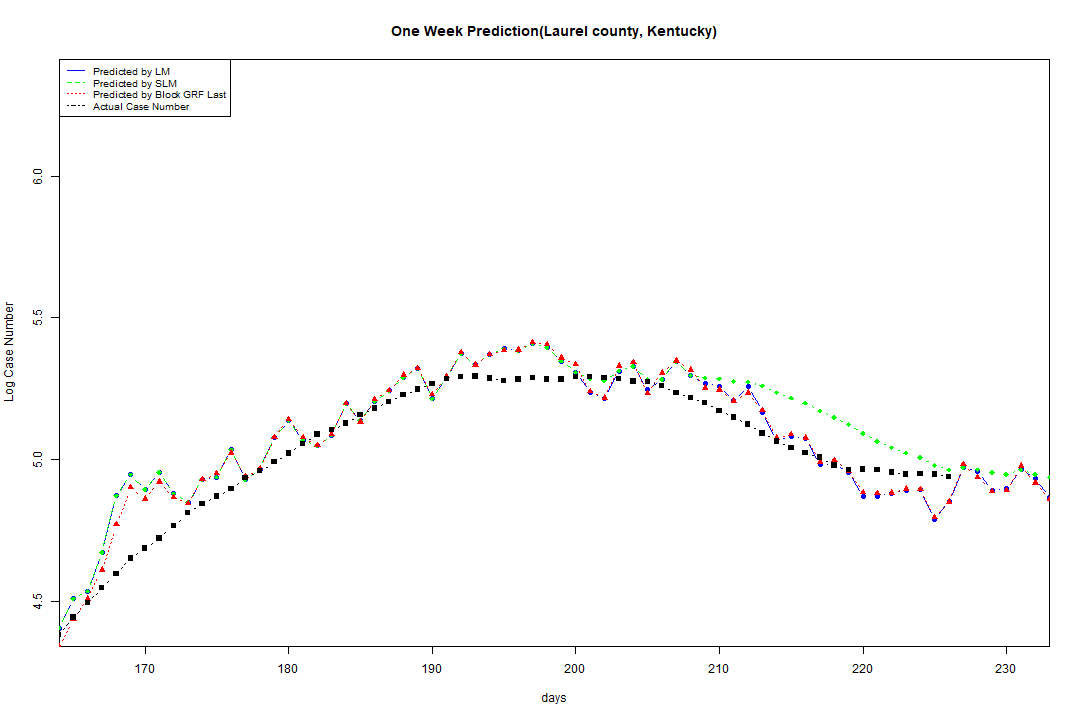 One Week Prediction(Laurel county, Kentucky)
Predicted by LM
Predicted by SLM
Predicted by Block GRF Last
Actual Case Number
6.0
5.5
5.0
4.5
Log Case Number
170 180 190 200 210 220 230
days